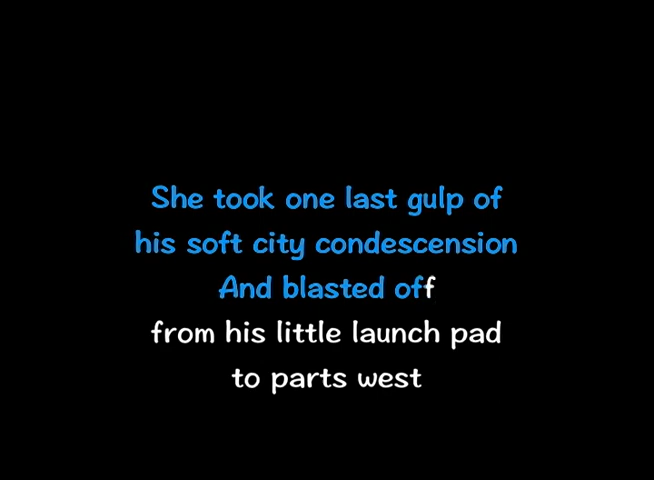 She took one last gulp of
his soft city condescension
And blasted off
from his little launch pad
to parts west